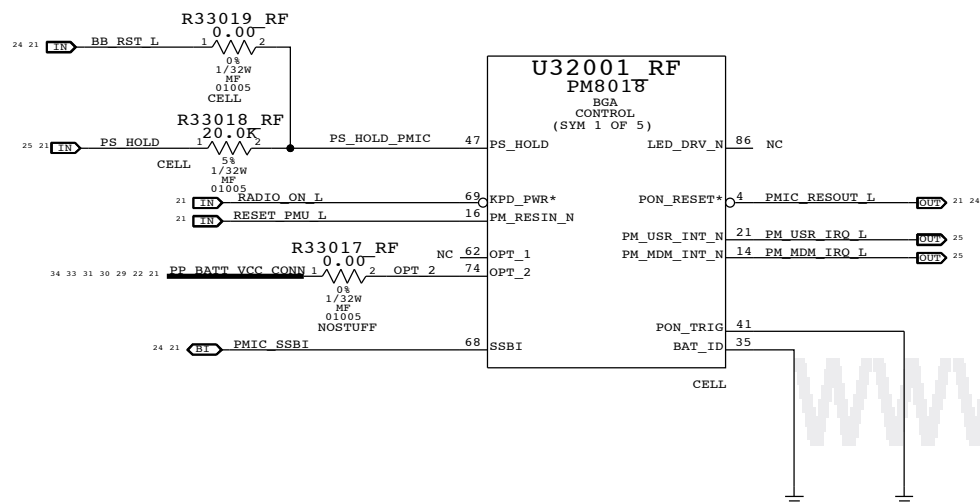 R33019_RF
0.00
24 21 IN BB_RST_L 1 2
0%
1/32W
MF
01005
CELL
R33018_RF
20.0K
25 21 IN PS_HOLD 1 2 PS_HOLD_PMIC 47
5%
1/32W
MF
01005
CELL
21 IN RADIO_ON_L 69
21 IN RESET_PMU_L 16
R33017_RF
0.00
NC 62
34 33 31 30 29 22 21 PP_BATT_VCC_CONN 1 2 OPT_2 74
0%
1/32W
MF
01005
NOSTUFF
24 21 BI PMIC_SSBI 68
U32001_RF
PM8018
BGA
CONTROL
(SYM 1 OF 5)
PS_HOLD LED_DRV_N 86 NC
KPD_PWR* PON_RESET* 4 PMIC_RESOUT_L OUT 21 24
PM_RESIN_N
PM_USR_INT_N 21 PM_USR_IRQ_L OUT 25
OPT_1 PM_MDM_INT_N 14 PM_MDM_IRQ_L OUT 25
OPT_2
PON_TRIG 41
SSBI BAT_ID 35
CELL